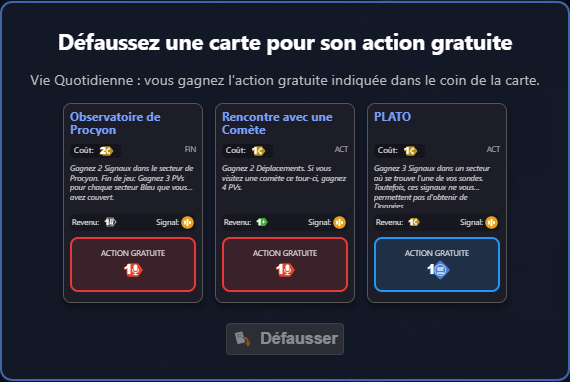 Défaussez une carte pour son action gratuite
Vie Quotidienne : vous gagnez l'action gratuite indiquée dans le coin de la carte.
Observatoire de
Procyon
Coût: 2
FIN
Gagnez 2 Signaux dans le secteur de
Procyon. Fin de jeu: Gagnez 3 PVs
pour chaque secteur Bleu que vous...
avez couvert.
Revenu: 1
Signal:
ACTION GRATUITE
1
Rencontre avec une
Comète
Coût: 1
ACT
Gagnez 2 Déplacements. Si vous
visitez une comète ce tour-ci, gagnez
4 PVs.
Revenu: 1
Signal:
ACTION GRATUITE
1
PLATO
Coût: 1
ACT
Gagnez 3 Signaux dans un secteur
où se trouve l'une de vos sondes.
Toutefois, ces signaux ne vous...
permettent pas d'obtenir de
Données.
Revenu: 1
Signal:
ACTION GRATUITE
1
Défausser